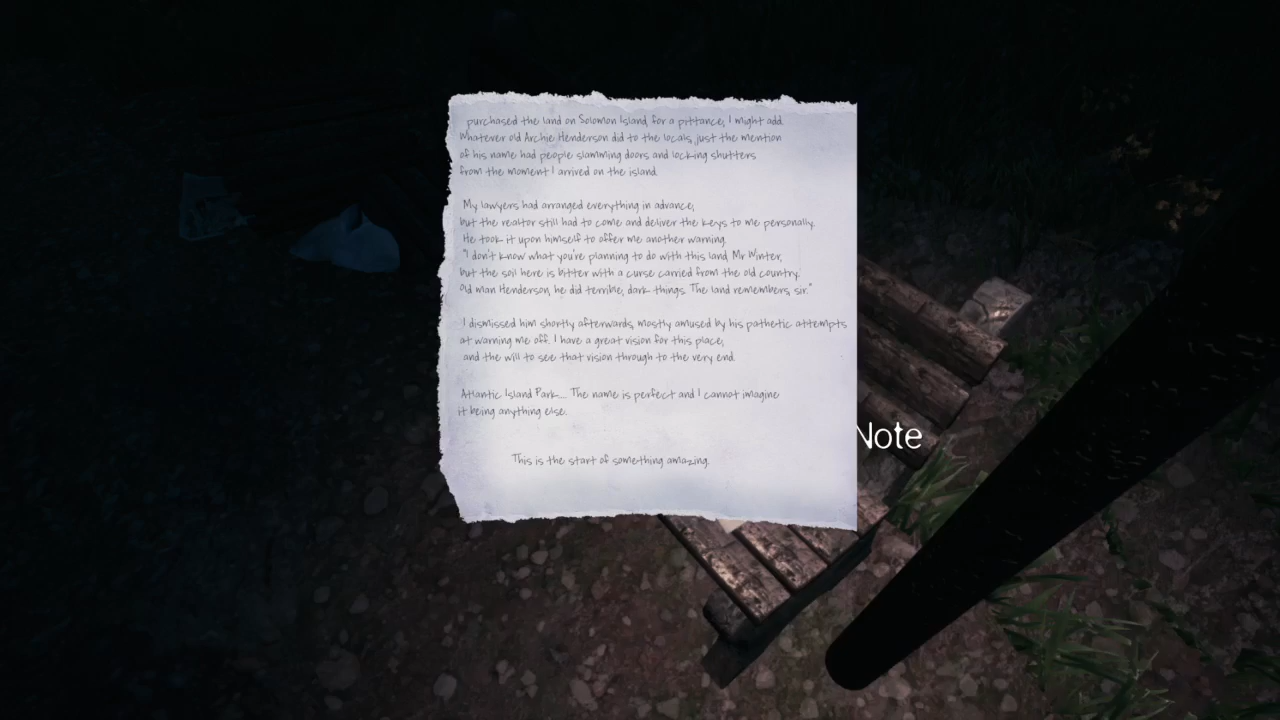 purchased the land on Solomon Island, for a pittance, I might add.
Whatever old Archie Henderson did to the locals, just the mention
of his name had people slamming doors and locking shutters
from the moment I arrived on the island.
My lawyers had arranged everything in advance,
but the realtor still had to come and deliver the keys to me personally.
He took it upon himself to offer me another warning.
"I don't know what you're planning to do with this land, Mr Winter,
but the soil here is bitter with a curse carried from the old country.
Old man Henderson, he did terrible, dark things. The land remembers, sir."
I dismissed him shortly afterwards, mostly amused by his pathetic attempts
at warning me off. I have a great vision for this place,
and the will to see that vision through to the very end.
Atlantic Island Park.... The name is perfect and I cannot imagine
it being anything else.
This is the start of something amazing.
Note